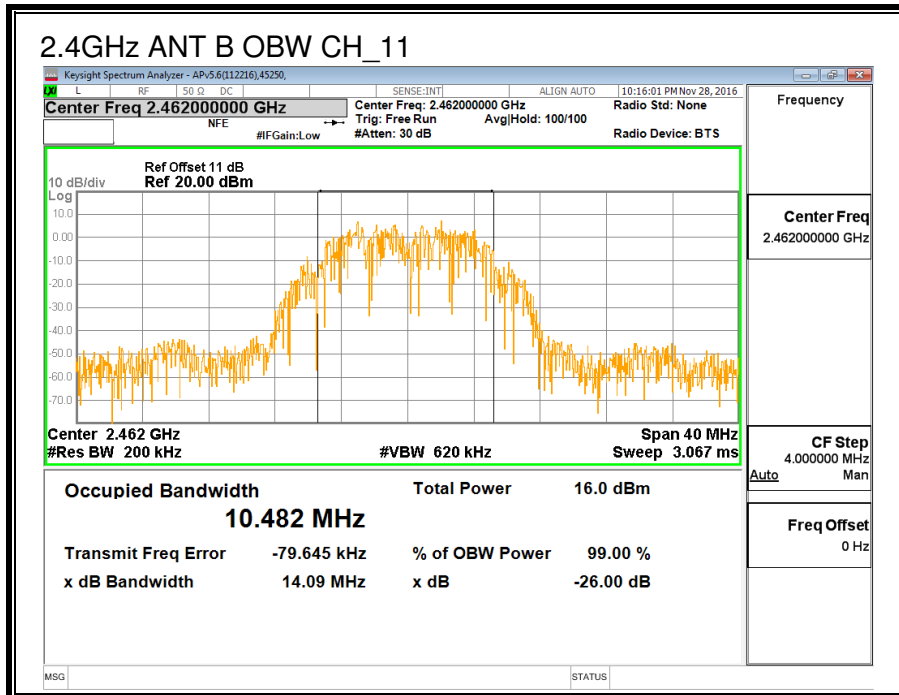 2.4GHz ANT B OBW CH_11
Keysight Spectrum Analyzer - APv5.6(112216),45250,
LXI L RF 50 Ω DC SENSE:INT ALIGN AUTO 10:16:01 PM Nov 28, 2016
Center Freq 2.462000000 GHz
Center Freq: 2.462000000 GHz
Radio Std: None
NFE
Trig: Free Run
Avg|Hold: 100/100
#IFGain:Low
#Atten: 30 dB
Radio Device: BTS
Frequency
Ref Offset 11 dB
10 dB/div
Ref 20.00 dBm
Log
10.0
0.00
-10.0
-20.0
-30.0
-40.0
-50.0
-60.0
-70.0
Center 2.462 GHz
Span 40 MHz
#Res BW 200 kHz
#VBW 620 kHz
Sweep 3.067 ms
Center Freq
2.462000000 GHz
CF Step
4.000000 MHz
Auto Man
Freq Offset
0 Hz
Occupied Bandwidth
10.482 MHz
Total Power 16.0 dBm
Transmit Freq Error -79.645 kHz
% of OBW Power 99.00 %
x dB Bandwidth 14.09 MHz
x dB -26.00 dB
MSG
STATUS